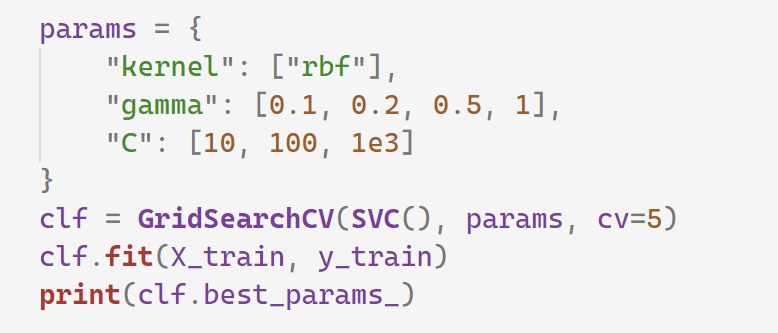 params = {
    "kernel": ["rbf"],
    "gamma": [0.1, 0.2, 0.5, 1],
    "C": [10, 100, 1e3]
}
clf = GridSearchCV(SVC(), params, cv=5)
clf.fit(X_train, y_train)
print(clf.best_params_)